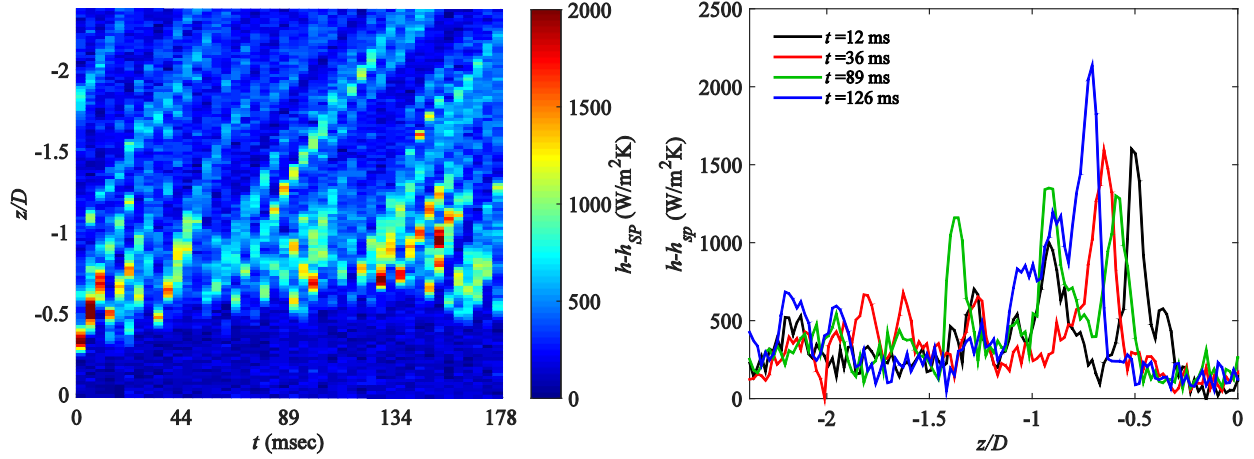 2000
1500
1000
500
0
h-h_SP (W/m²K)
-2
-1.5
-1
-0.5
0
z/D
0
44
89
134
178
t (msec)
2500
2000
1500
1000
500
0
h-h_sp (W/m²K)
t =12 ms
t =36 ms
t =89 ms
t =126 ms
-2
-1.5
-1
-0.5
0
z/D